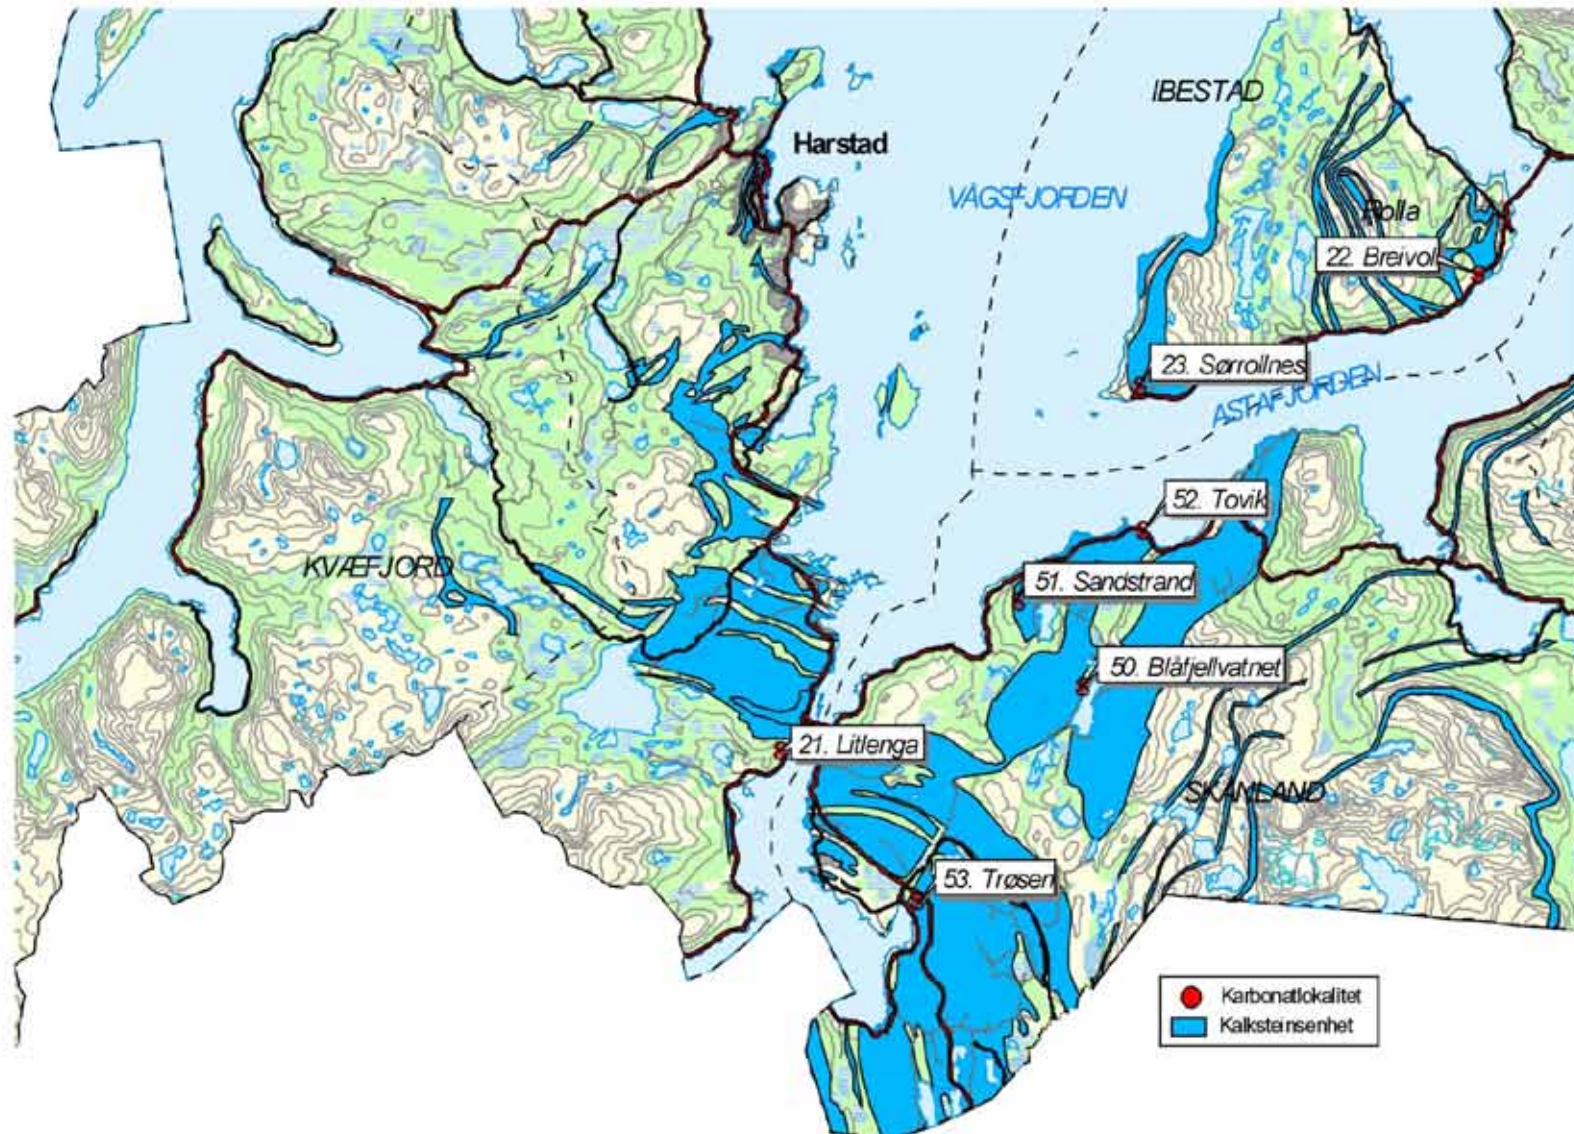 IBESTAD
Harstad
VÅGSFJORDEN
Rolla
22. Breivoll
23. Sørrollnes
ASTAFJORDEN
52. Tovik
KVÆFJORD
51. Sandstrand
50. Blåfjellvatnet
21. Litlenga
SKÅNLAND
53. Trøsen
Karbonatlokalitet
Kalksteinsenhet